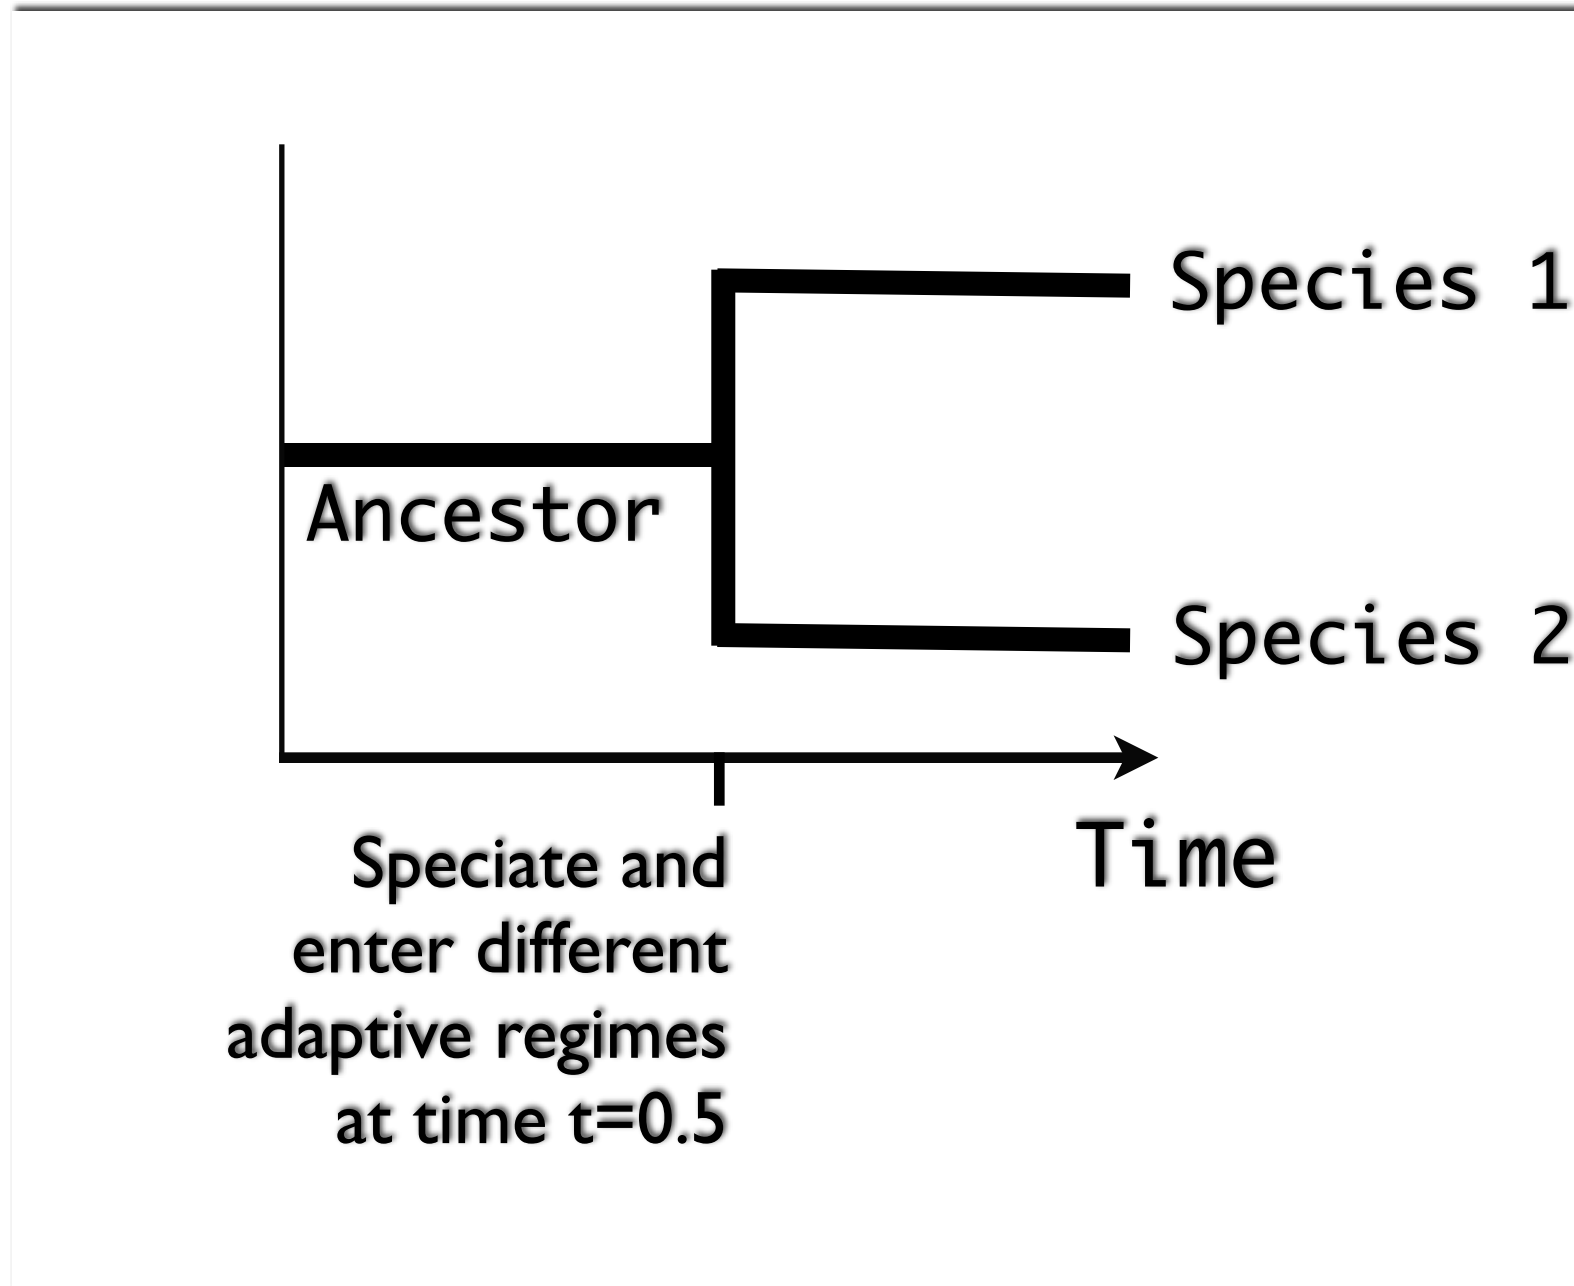 Species 1
Ancestor
Species 2
Time
Speciate and
enter different
adaptive regimes
at time t=0.5